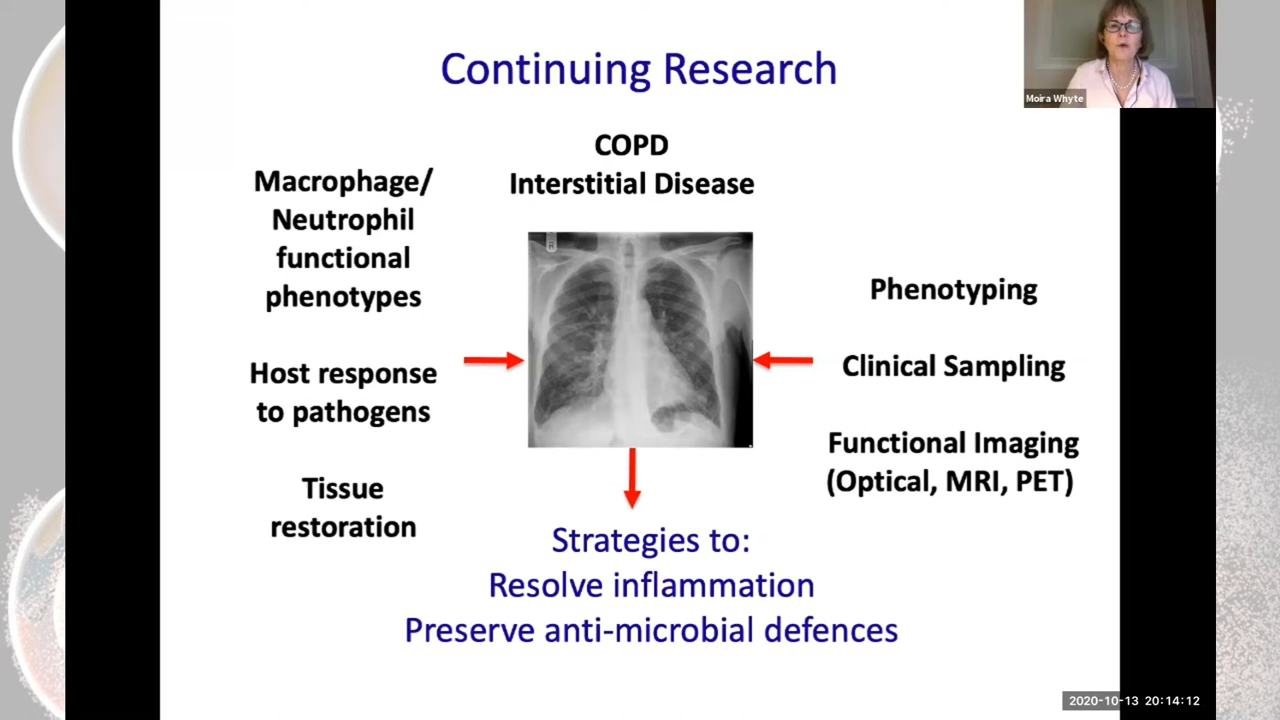 Continuing Research
Moira Whyte
COPD
Interstitial Disease
Macrophage/
Neutrophil
functional
phenotypes
Host response
to pathogens
Tissue
restoration
R
Phenotyping
Clinical Sampling
Functional Imaging
(Optical, MRI, PET)
Strategies to:
Resolve inflammation
Preserve anti-microbial defences
2020-10-13 20:14:12